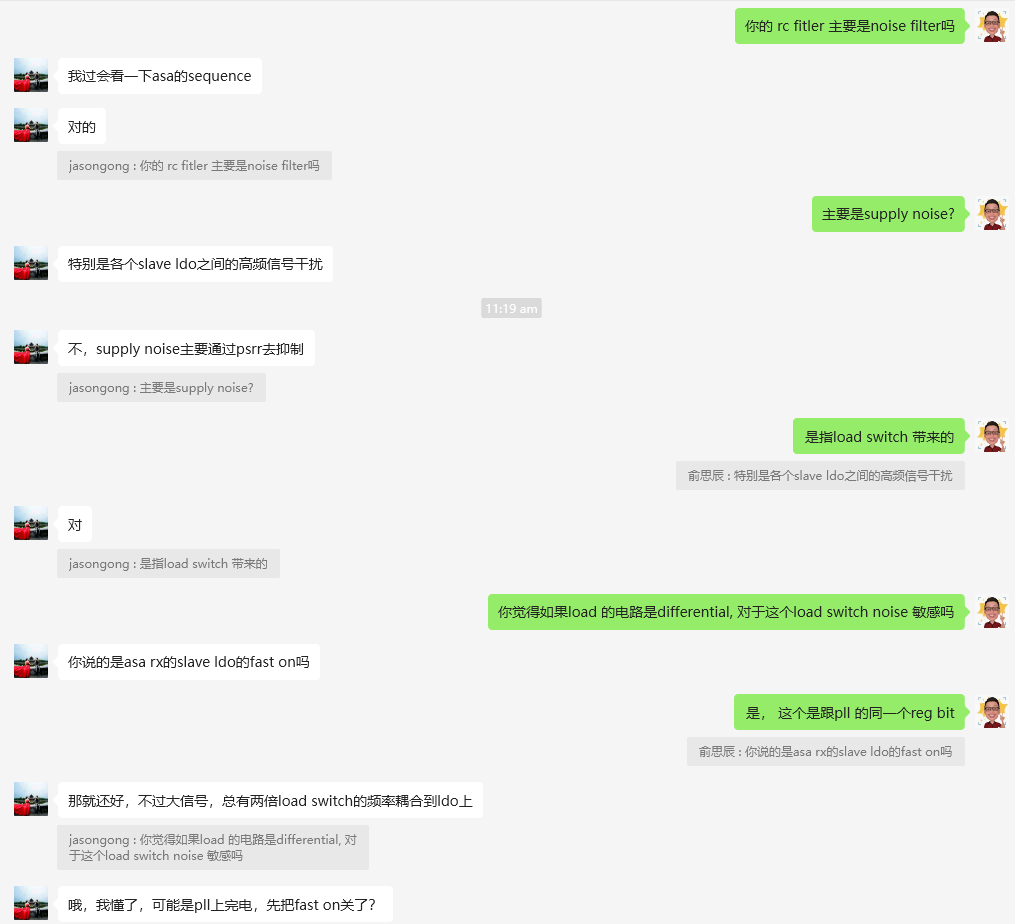 你的 rc fitler 主要是noise filter吗
我过会看一下asa的sequence
对的
jasongong : 你的 rc fitler 主要是noise filter吗
主要是supply noise?
特别是各个slave ldo之间的高频信号干扰
11:19 am
不，supply noise主要通过psrr去抑制
jasongong : 主要是supply noise?
是指load switch 带来的
俞思辰 : 特别是各个slave ldo之间的高频信号干扰
对
jasongong : 是指load switch 带来的
你觉得如果load 的电路是differential, 对于这个load switch noise 敏感吗
你说的是asa rx的slave ldo的fast on吗
是， 这个是跟pll 的同一个reg bit
俞思辰 : 你说的是asa rx的slave ldo的fast on吗
那就还好，不过大信号，总有两倍load switch的频率耦合到ldo上
jasongong : 你觉得如果load 的电路是differential, 对
于这个load switch noise 敏感吗
哦，我懂了，可能是pll上完电，先把fast on关了？